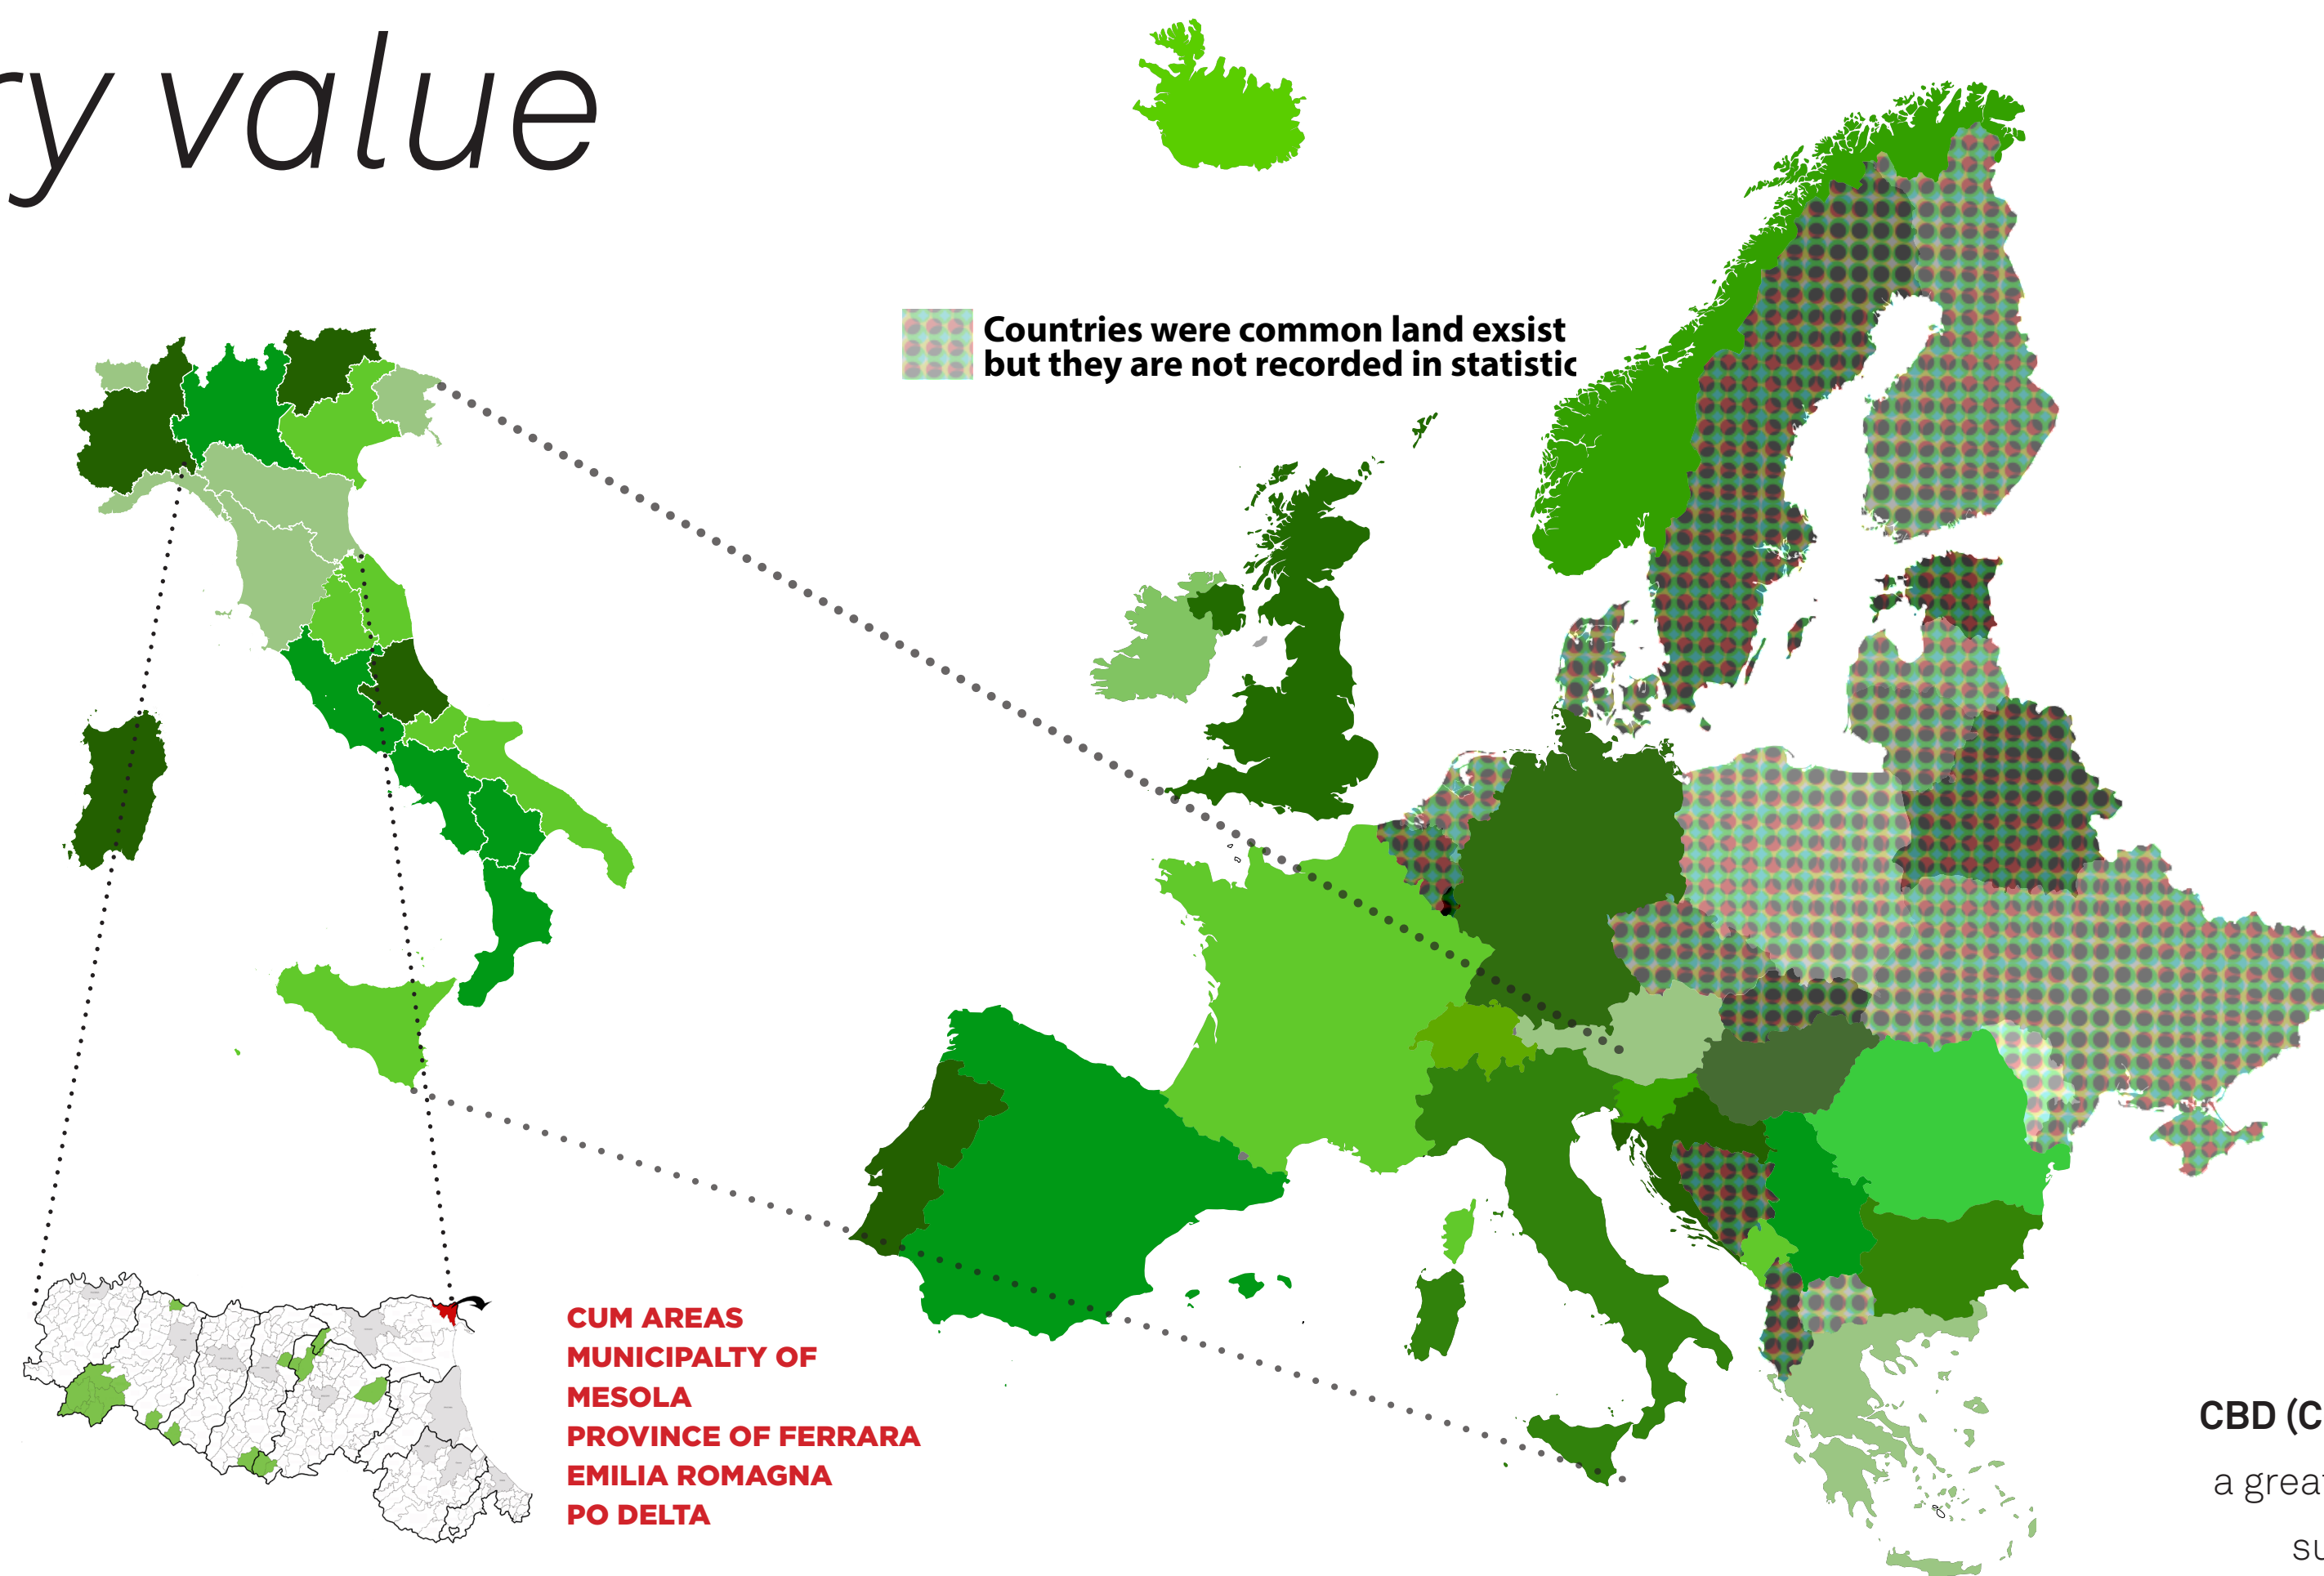 ry value
Countries were common land exsist
but they are not recorded in statistic
CUM AREAS
MUNICIPALTY OF
MESOLA
PROVINCE OF FERRARA
EMILIA ROMAGNA
PO DELTA
CBD (C
a grea
su